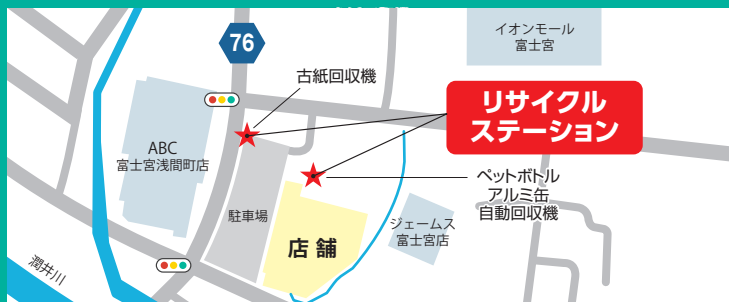 76
イオンモール
富士宮
古紙回収機
リサイクル
ステーション
ABC
富士宮浅間町店
ペットボトル
アルミ缶
自動回収機
駐車場
ジェームス
富士宮店
店舗
潤井川